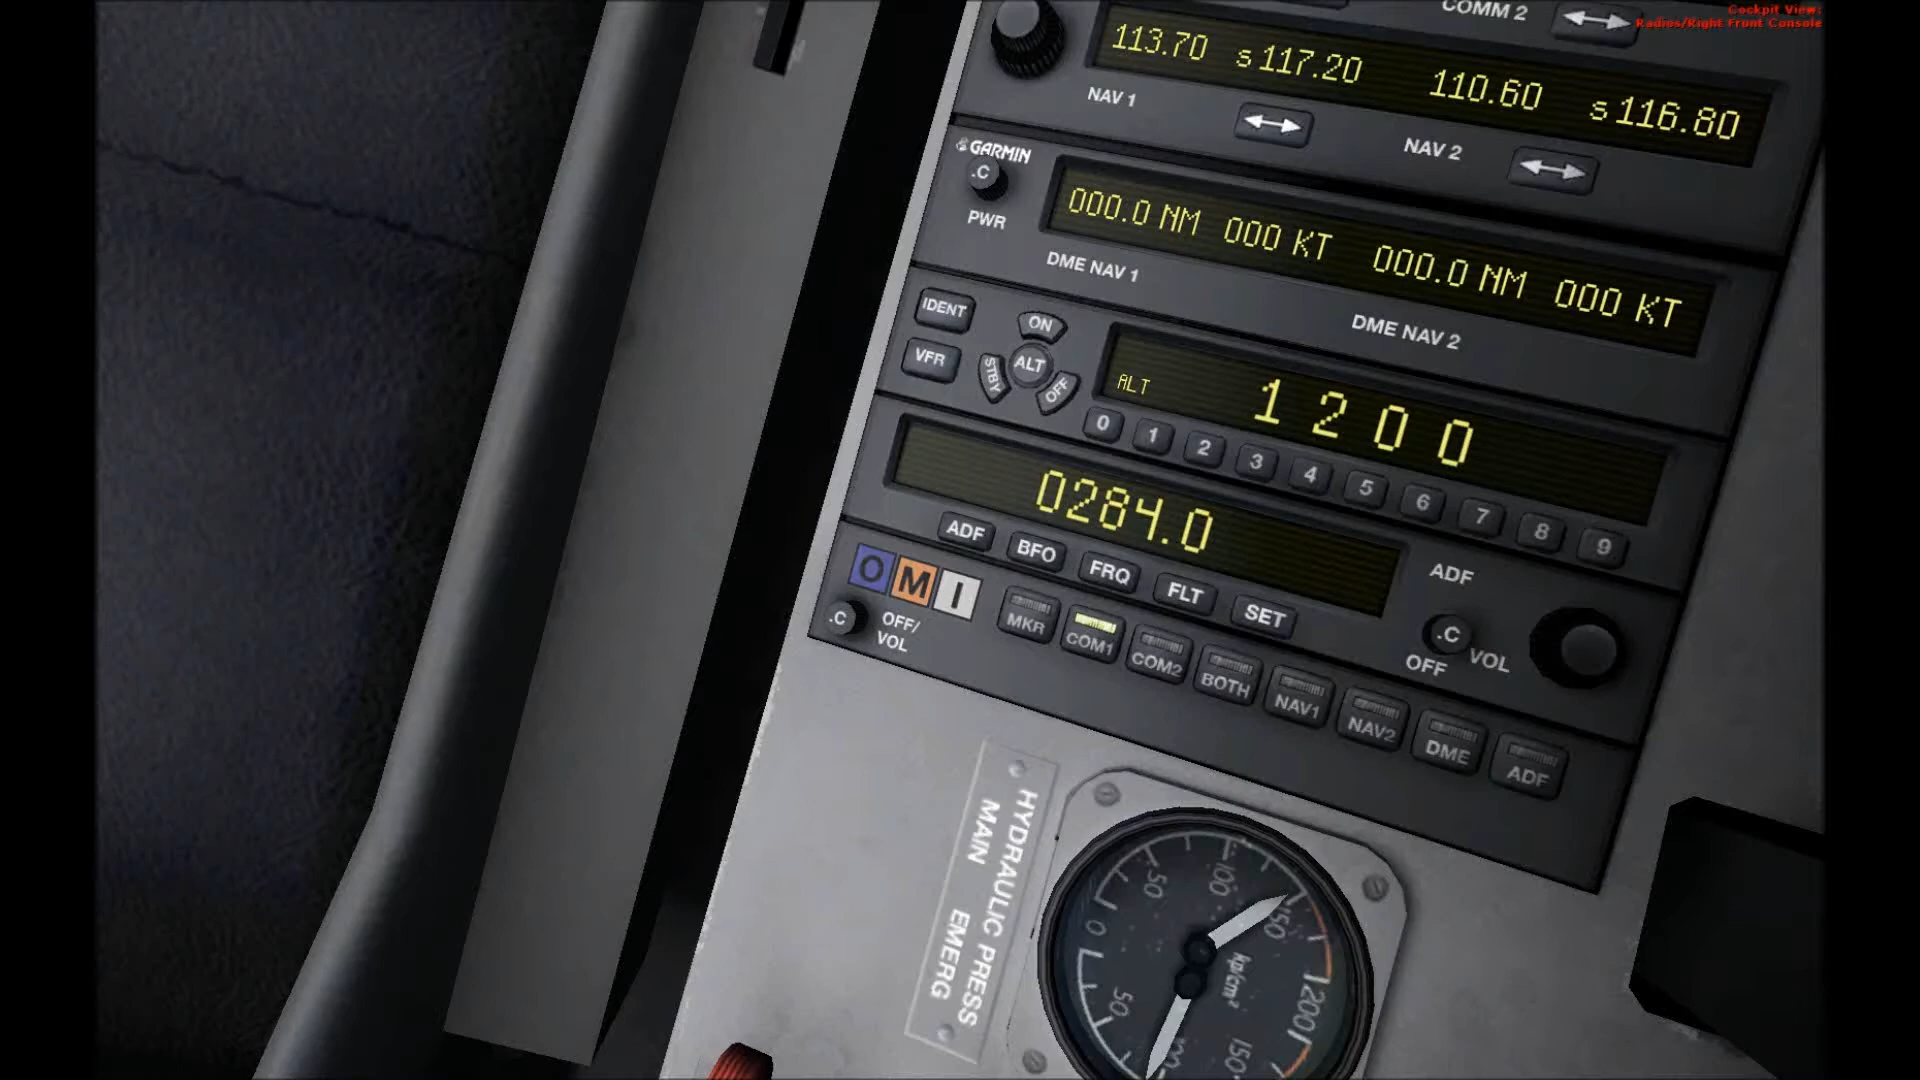 Cockpit View:
Radios/Right Front Console
COMM 2
113.70 s117.20 110.60 s116.80
NAV 1
NAV 2
GARMIN
.C
PWR
000.0 NM 000 KT 000.0 NM 000 KT
DME NAV 1
DME NAV 2
IDENT
VFR
ON
ALT
STBY
OFF
ALT 1200
0 1 2 3 4 5 6 7 8 9
0284.0
ADF BFO FRQ FLT SET
ADF
.C
OFF VOL
O M I
.C
OFF/
VOL
MKR COM1 COM2 BOTH NAV1 NAV2 DME ADF
HYDRAULIC PRESS
MAIN EMERG
0 50 100 150 200
kp/cm²
50 100 150